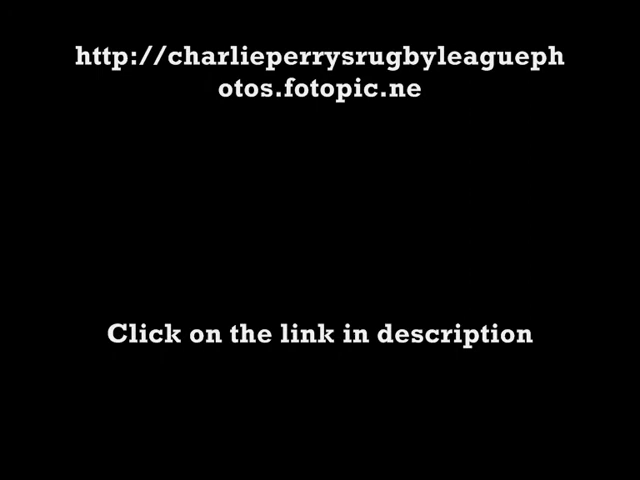 http://charlieperrysrugbyleagueph
otos.fotopic.ne
Click on the link in description